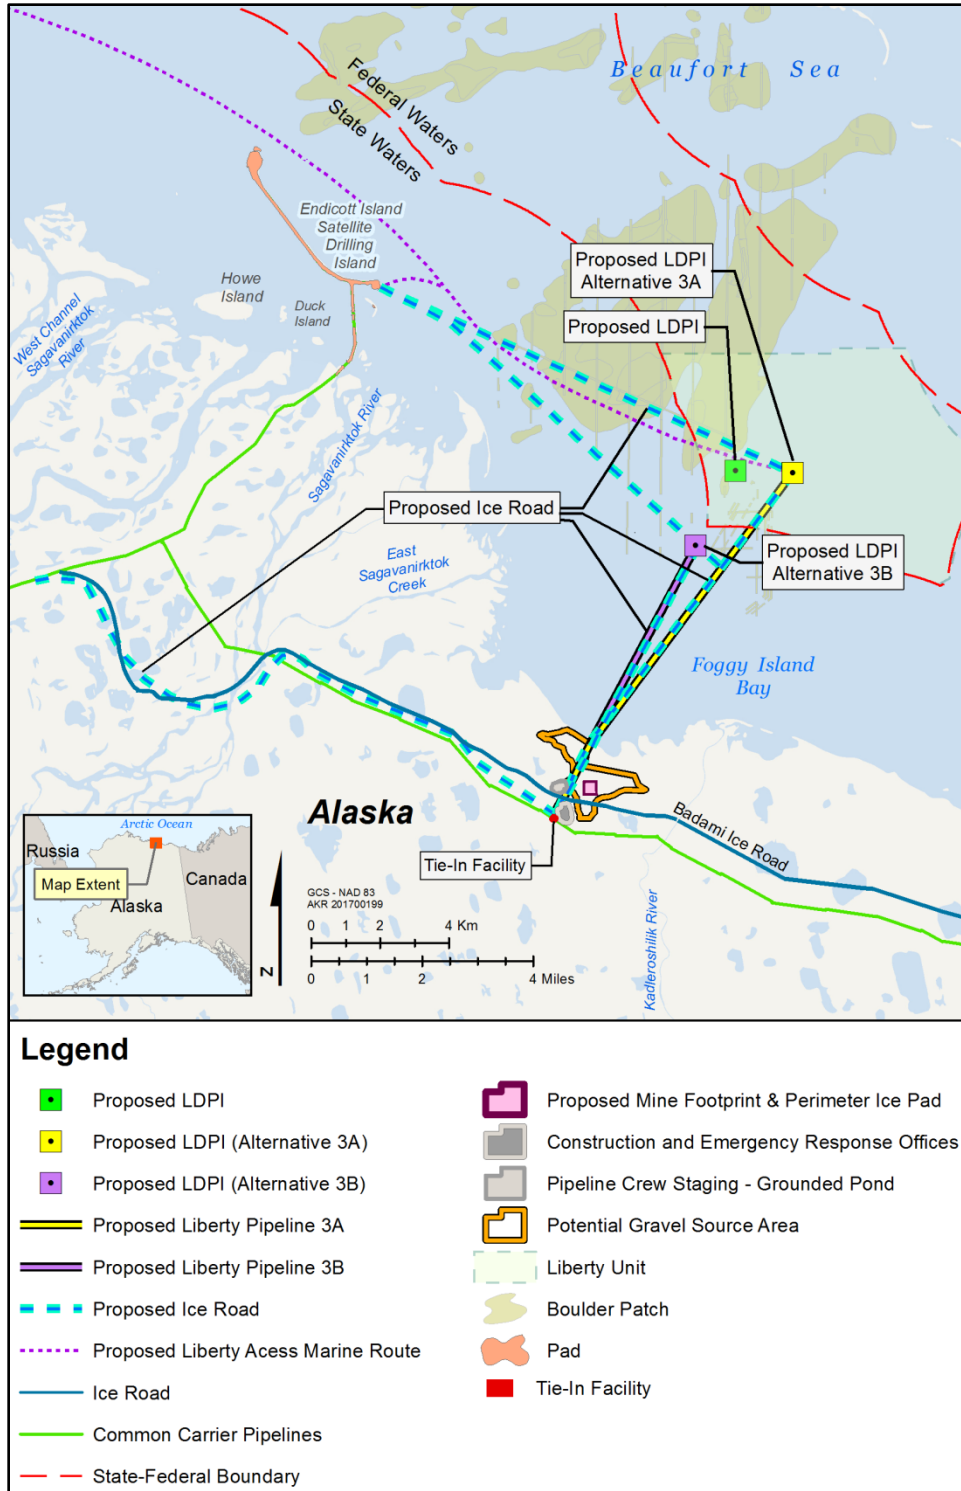 Beaufort Sea
Federal Waters
State Waters
Endicott Island
Satellite
Drilling
Island
Howe
Island
Duck
Island
West Channel
Sagavanirktok
River
Sagavanirktok River
Proposed LDPI
Alternative 3A
Proposed LDPI
Proposed Ice Road
East
Sagavanirktok
Creek
Proposed LDPI
Alternative 3B
Foggy Island
Bay
Alaska
Badami Ice Road
Tie-In Facility
Kadleroshilik River
Arctic Ocean
Russia
Canada
Map Extent
Alaska
N
GCS - NAD 83
AKR 201700199
0 1 2 4 Km
0 1 2 4 Miles
Legend
Proposed LDPI
Proposed LDPI (Alternative 3A)
Proposed LDPI (Alternative 3B)
Proposed Liberty Pipeline 3A
Proposed Liberty Pipeline 3B
Proposed Ice Road
Proposed Liberty Acess Marine Route
Ice Road
Common Carrier Pipelines
State-Federal Boundary
Proposed Mine Footprint & Perimeter Ice Pad
Construction and Emergency Response Offices
Pipeline Crew Staging - Grounded Pond
Potential Gravel Source Area
Liberty Unit
Boulder Patch
Pad
Tie-In Facility